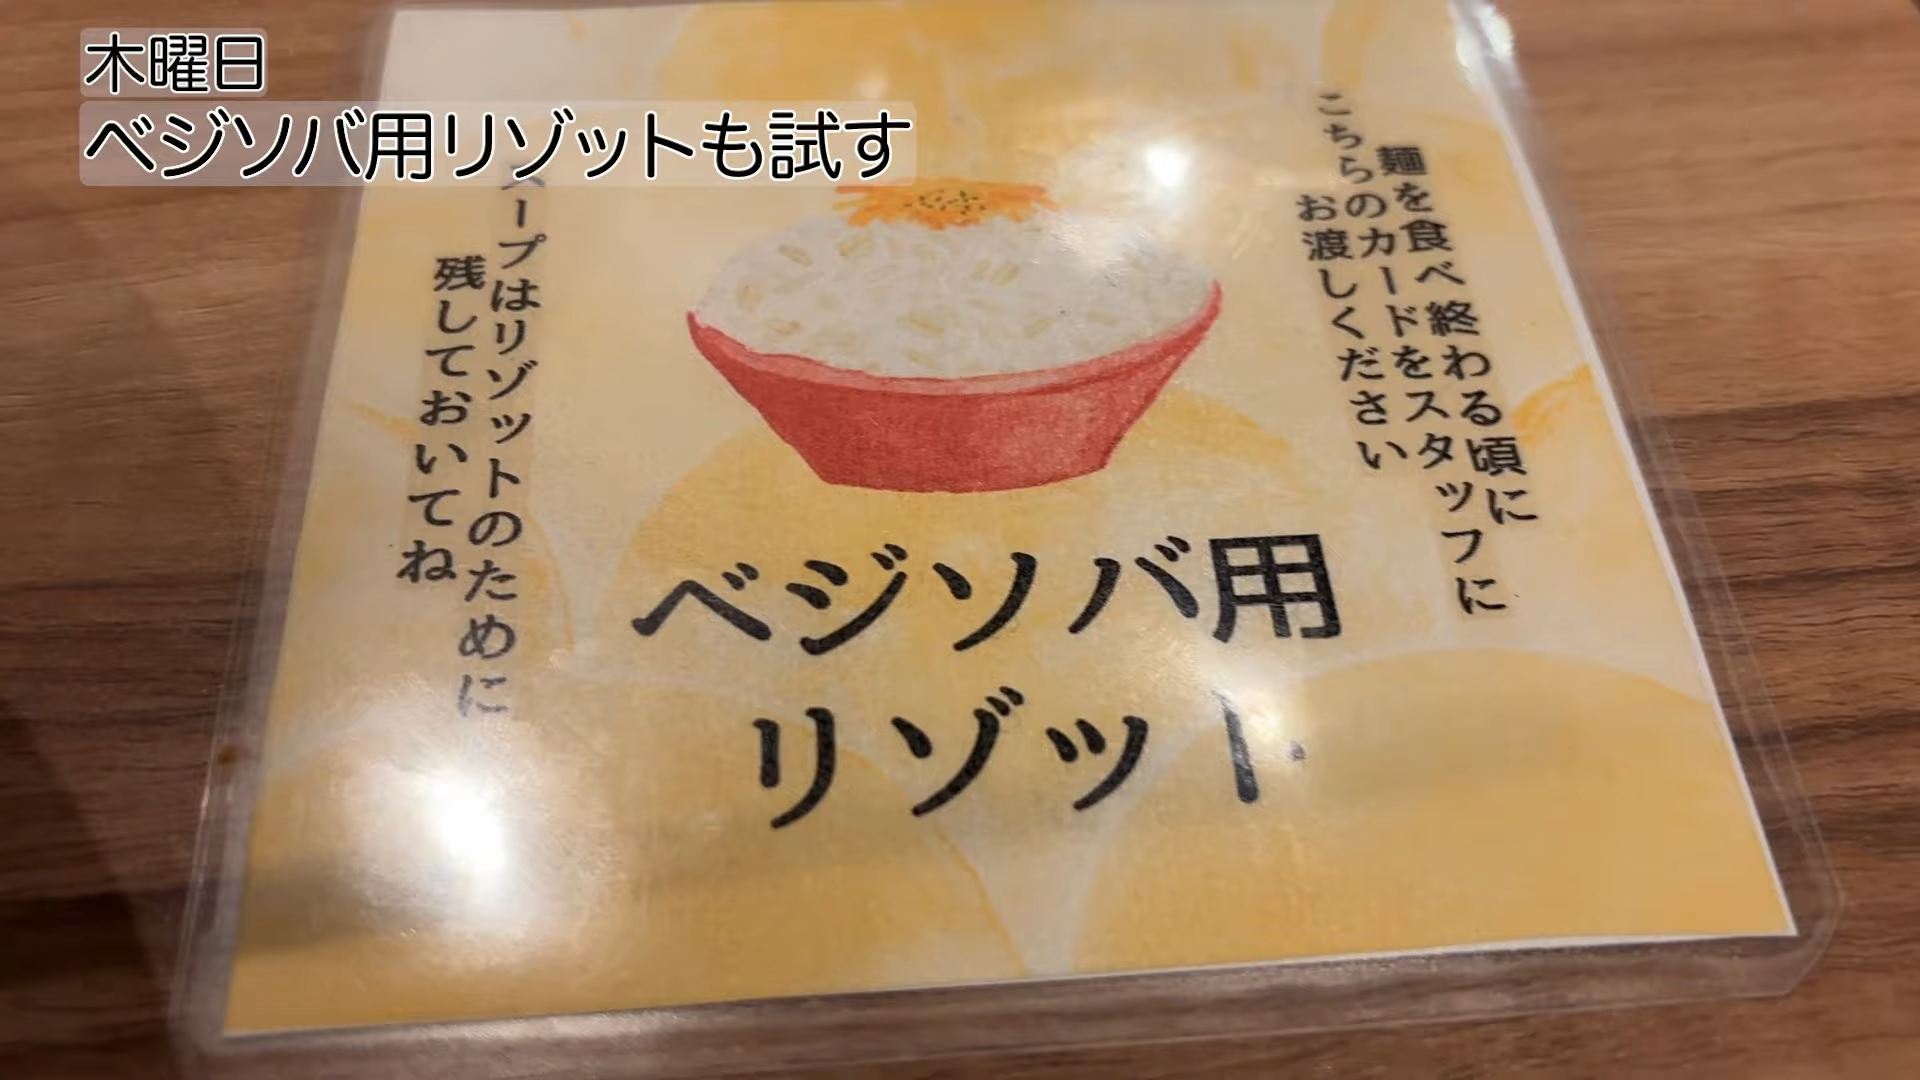 木曜日
ベジソバ用リゾットも試す
麺を食べ終わる頃に
こちらのカードをスタッフに
お渡しください
スープはリゾットのために
残しておいてね
ベジソバ用
リゾット